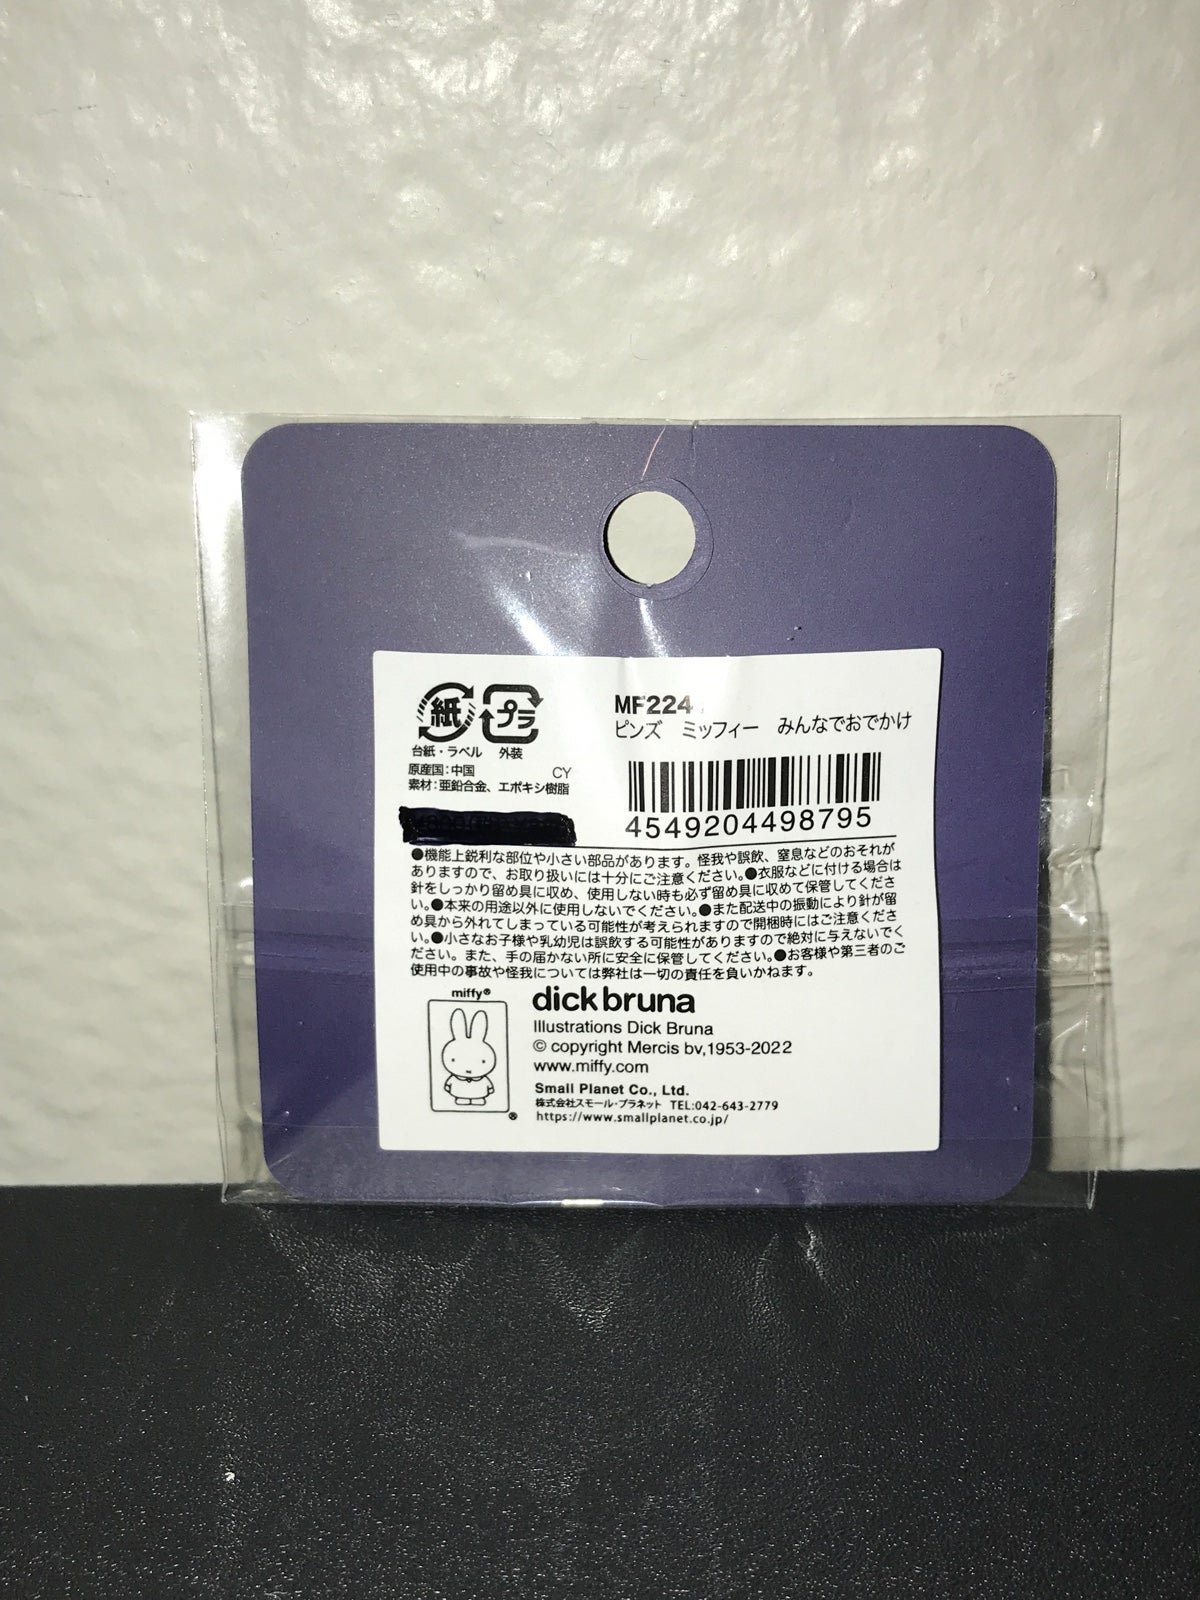 紙 プラ
台紙・ラベル 外装
原産国:中国 CY
素材:亜鉛合金、エポキシ樹脂
MF224
ピンズ ミッフィー みんなでおでかけ
4549204498795
●機能上鋭利な部位や小さい部品があります。怪我や誤飲、窒息などのおそれが
ありますので、お取り扱いには十分にご注意ください。●衣服などに付ける場合は
針をしっかり留め具に収め、使用しない時も必ず留め具に収めて保管してくださ
い。●本来の用途以外に使用しないでください。●また配送中の振動により針が留
め具から外れてしまっている可能性が考えられますので開梱時にはご注意くださ
い。●小さなお子様や乳幼児は誤飲する可能性がありますので絶対に与えないでく
ださい。また、手の届かない所に安全に保管してください。●お客様や第三者のご
使用中の事故や怪我については弊社は一切の責任を負いかねます。
miffy®
®
dick bruna
Illustrations Dick Bruna
© copyright Mercis bv,1953-2022
www.miffy.com
Small Planet Co., Ltd.
株式会社スモール・プラネット TEL:042-643-2779
https://www.smallplanet.co.jp/